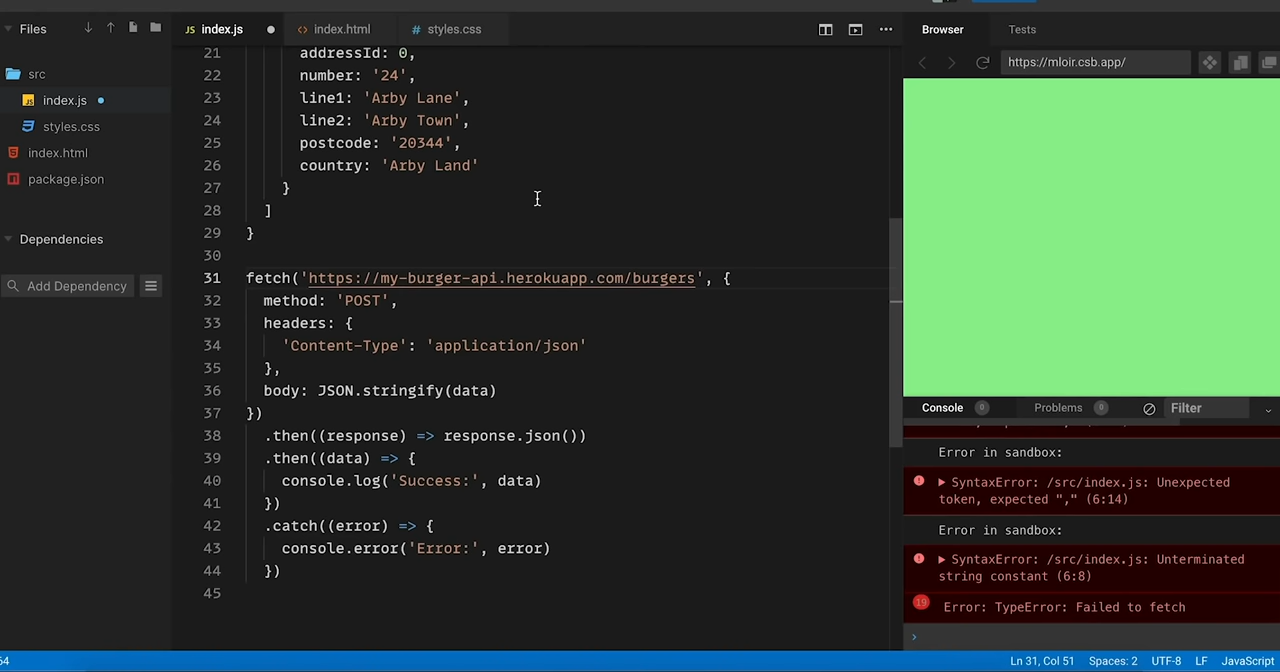 Files
JS index.js
<> index.html
# styles.css
Browser
Tests
src
index.js
styles.css
index.html
package.json
Dependencies
Add Dependency
https://mloir.csb.app/
21 addressId: 0,
22 number: '24',
23 line1: 'Arby Lane',
24 line2: 'Arby Town',
25 postcode: '20344',
26 country: 'Arby Land'
27 }
28 ]
29 }
30
31 fetch('https://my-burger-api.herokuapp.com/burgers', {
32 method: 'POST',
33 headers: {
34 'Content-Type': 'application/json'
35 },
36 body: JSON.stringify(data)
37 })
38 .then((response) => response.json())
39 .then((data) => {
40 console.log('Success:', data)
41 })
42 .catch((error) => {
43 console.error('Error:', error)
44 })
45
Console 0
Problems 0
Filter
Error in sandbox:
SyntaxError: /src/index.js: Unexpected
token, expected "," (6:14)
Error in sandbox:
SyntaxError: /src/index.js: Unterminated
string constant (6:8)
19 Error: TypeError: Failed to fetch
64
Ln 31, Col 51
Spaces: 2
UTF-8
LF
JavaScript